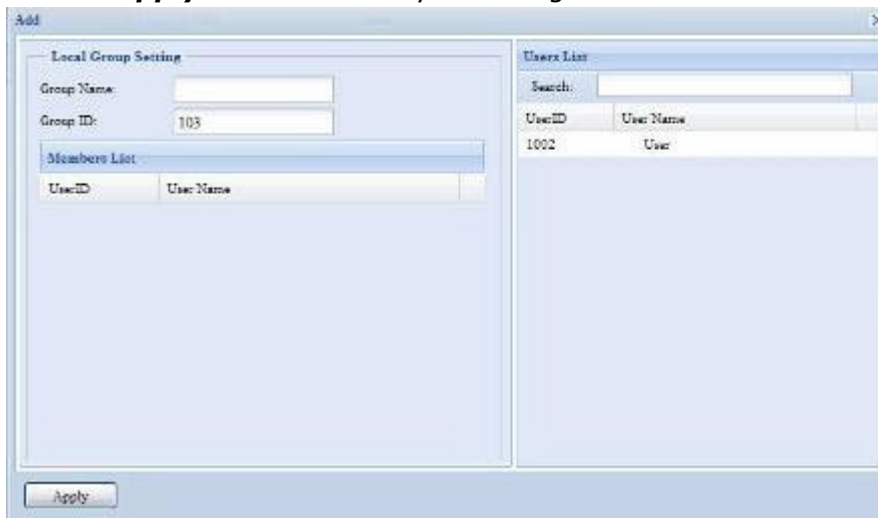 Add
Local Group Setting
Group Name:
Group ID: 103
Members List
UserID User Name
Users List
Search:
UserID User Name
1002 User
Apply